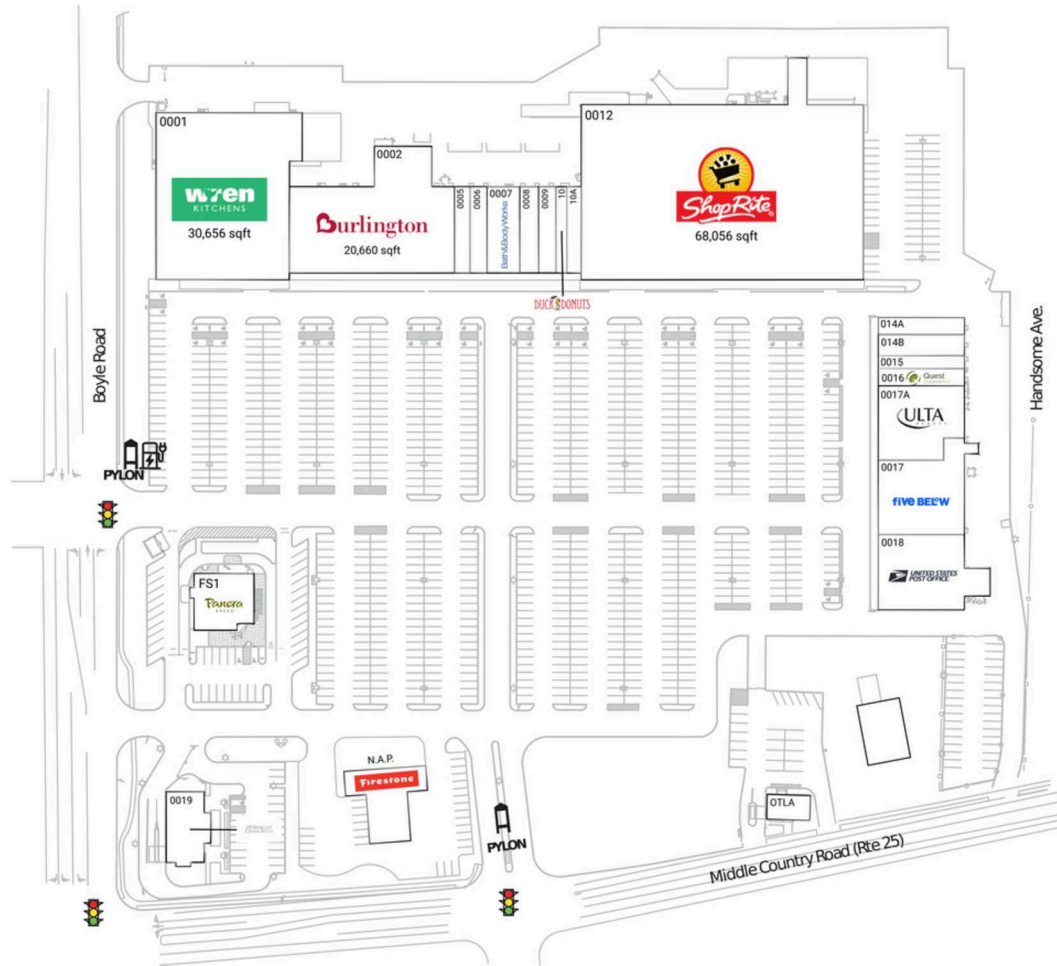 0001
wren
KITCHENS
30,656 sqft
0002
Burlington
20,660 sqft
0005
0006
0007
Bath&BodyWorks
0008
0009
10
10A
0012
ShopRite
68,056 sqft
DUCK DONUTS
Boyle Road
PYLON
014A
014B
0015
0016
Quest
0017A
ULTA
0017
five BELOW
0018
UNITED STATES
POST OFFICE
Handsome Ave.
FS1
Panera
BREAD
0019
N.A.P.
Firestone
PYLON
OTLA
Middle Country Road (Rte 25)